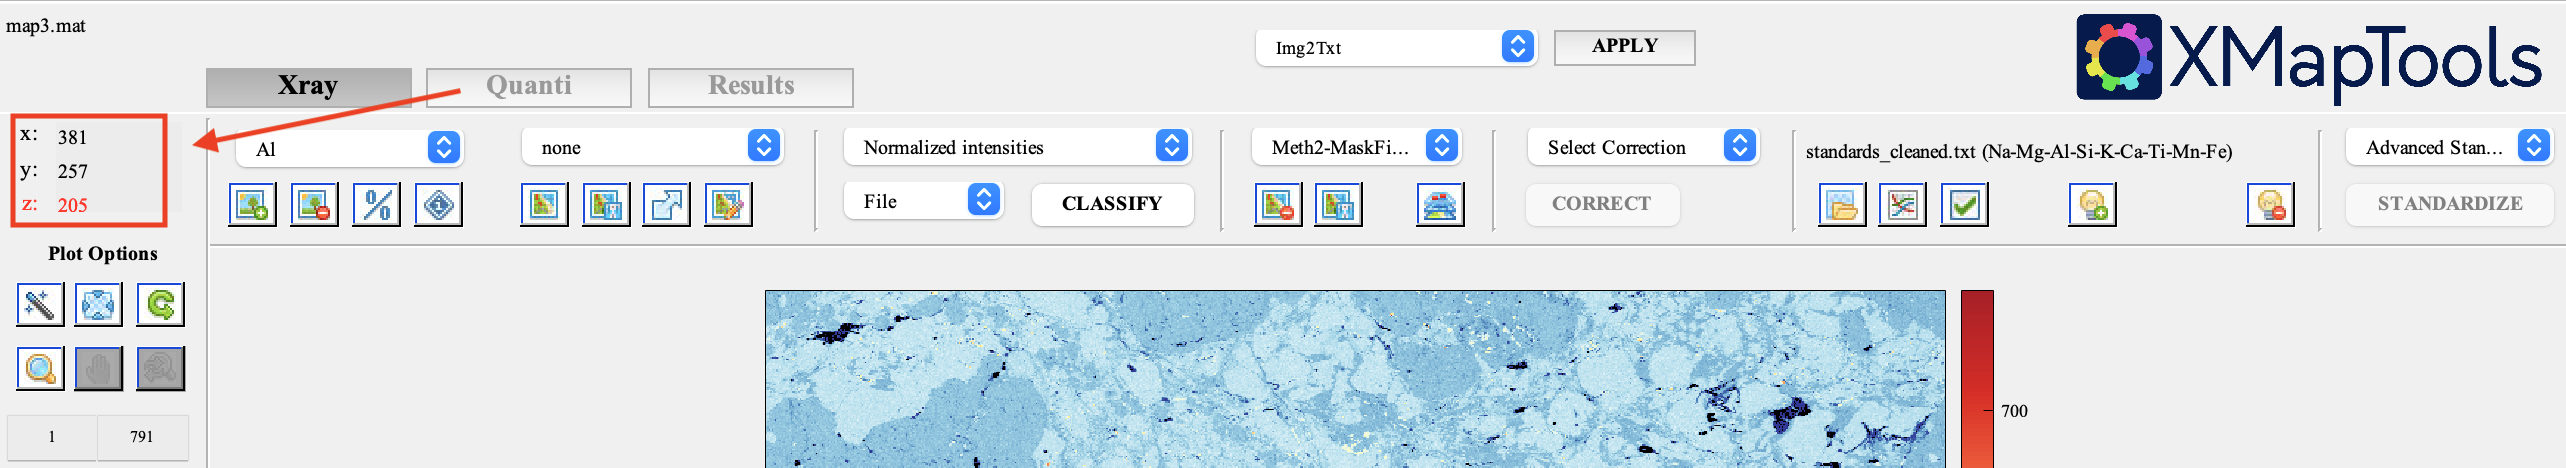 map3.mat
Img2Txt
APPLY
XMapTools
Xray
Quanti
Results
x: 381
y: 257
z: 205
Al
none
Normalized intensities
Meth2-MaskFi...
Select Correction
standards_cleaned.txt (Na-Mg-Al-Si-K-Ca-Ti-Mn-Fe)
Advanced Stan...
File
CLASSIFY
CORRECT
STANDARDIZE
Plot Options
1
791
700